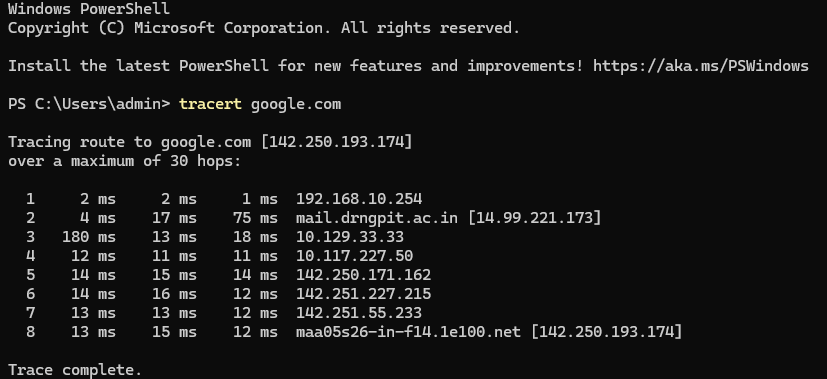 Windows PowerShell
Copyright (C) Microsoft Corporation. All rights reserved.
Install the latest PowerShell for new features and improvements! https://aka.ms/PSWindows
PS C:\Users\admin> tracert google.com
Tracing route to google.com [142.250.193.174]
over a maximum of 30 hops:
  1     2 ms     2 ms     1 ms  192.168.10.254
  2     4 ms    17 ms    75 ms  mail.drngpit.ac.in [14.99.221.173]
  3   180 ms    13 ms    18 ms  10.129.33.33
  4    12 ms    11 ms    11 ms  10.117.227.50
  5    14 ms    15 ms    14 ms  142.250.171.162
  6    14 ms    16 ms    12 ms  142.251.227.215
  7    13 ms    13 ms    12 ms  142.251.55.233
  8    13 ms    15 ms    12 ms  maa05s26-in-f14.1e100.net [142.250.193.174]
Trace complete.